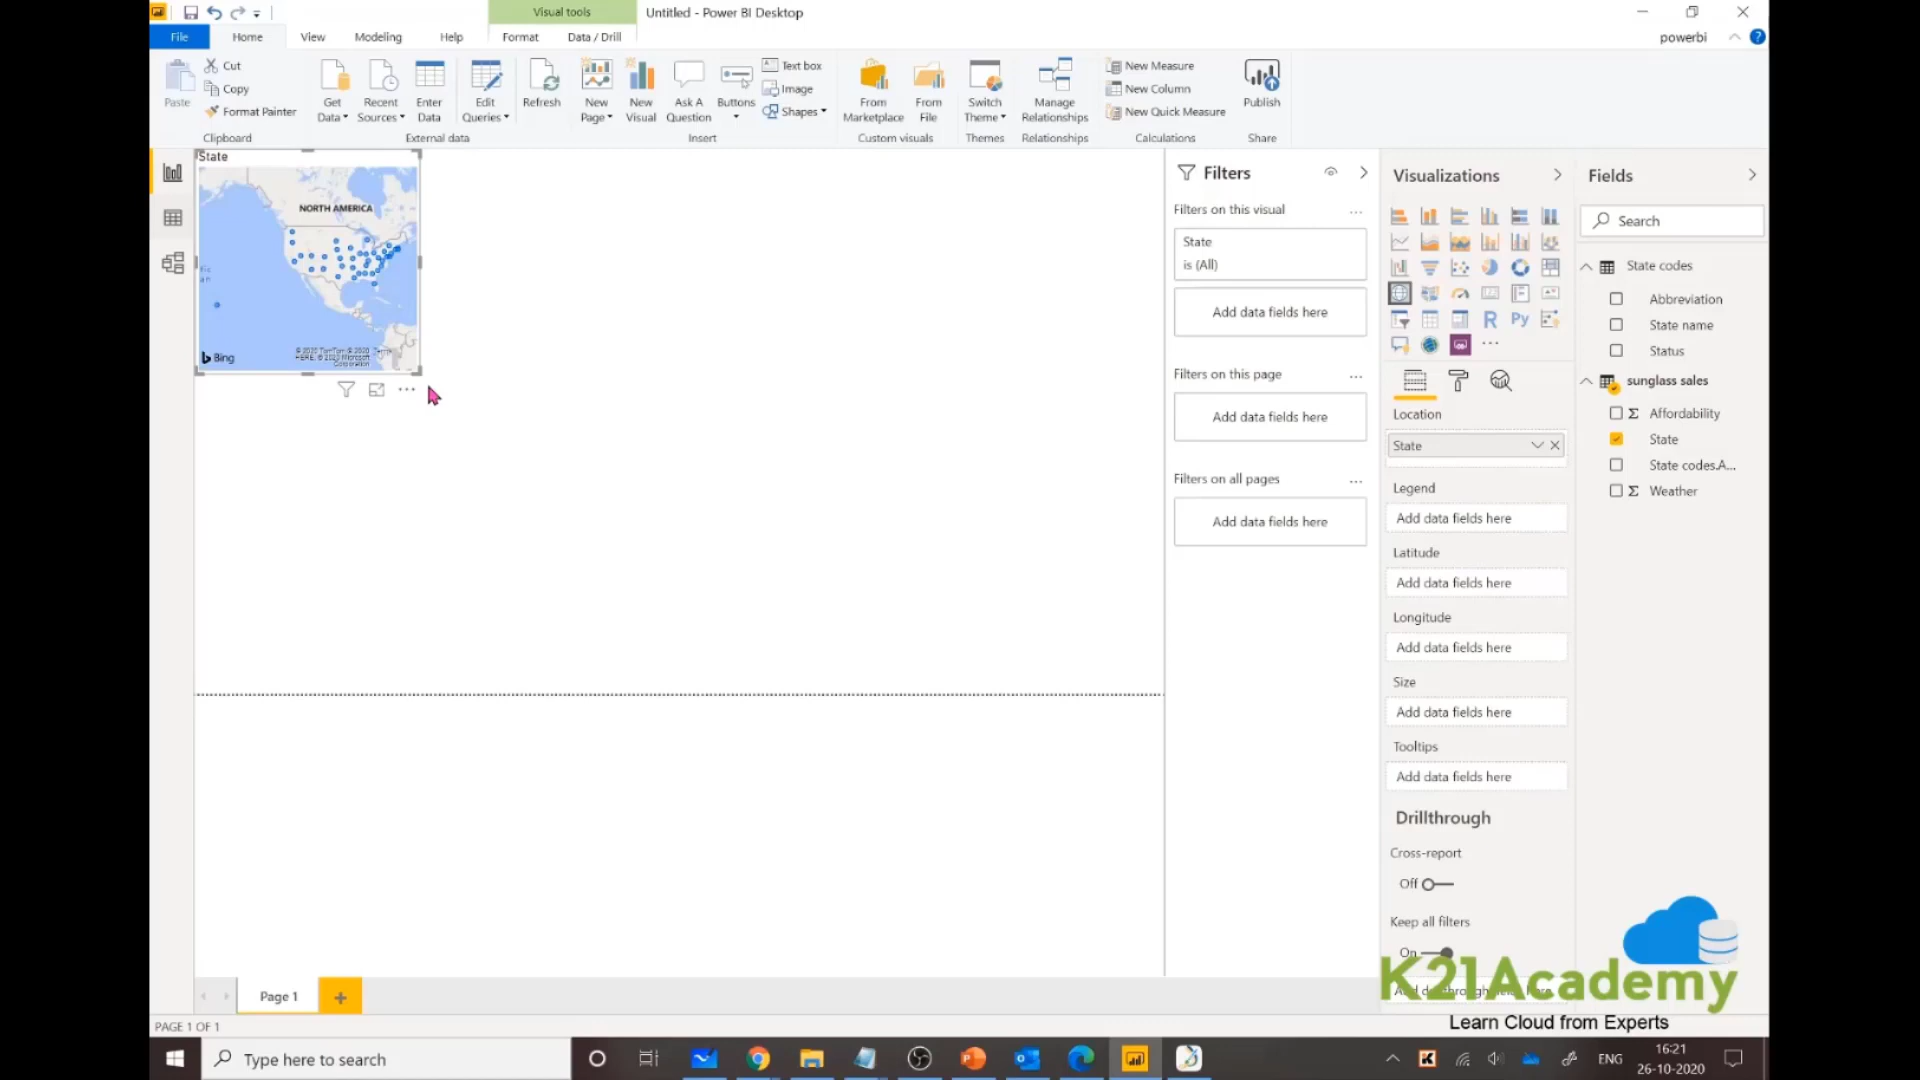 Visual tools
Untitled - Power BI Desktop
File
Home
View
Modeling
Help
Format
Data / Drill
powerbi
Paste
Cut
Copy
Format Painter
Clipboard
Get Data
Recent Sources
Enter Data
External data
Edit Queries
Refresh
New Page
New Visual
Ask A Question
Buttons
Text box
Image
Shapes
Insert
From Marketplace
From File
Custom visuals
Switch Theme
Themes
Manage Relationships
Relationships
New Measure
New Column
New Quick Measure
Calculations
Publish
Share
State
NORTH AMERICA
Bing
© 2020 TomTom © 2020
HERE, © 2020 Microsoft
Corporation
Filters
Filters on this visual
State
is (All)
Add data fields here
Filters on this page
Add data fields here
Filters on all pages
Add data fields here
Visualizations
R
Py
Location
State
Legend
Add data fields here
Latitude
Add data fields here
Longitude
Add data fields here
Size
Add data fields here
Tooltips
Add data fields here
Drillthrough
Cross-report
Off
Keep all filters
On
Fields
Search
State codes
Abbreviation
State name
Status
sunglass sales
Σ Affordability
State
State codes.A...
Σ Weather
K21Academy
Learn Cloud from Experts
Page 1
PAGE 1 OF 1
Type here to search
ENG
16:21
26-10-2020